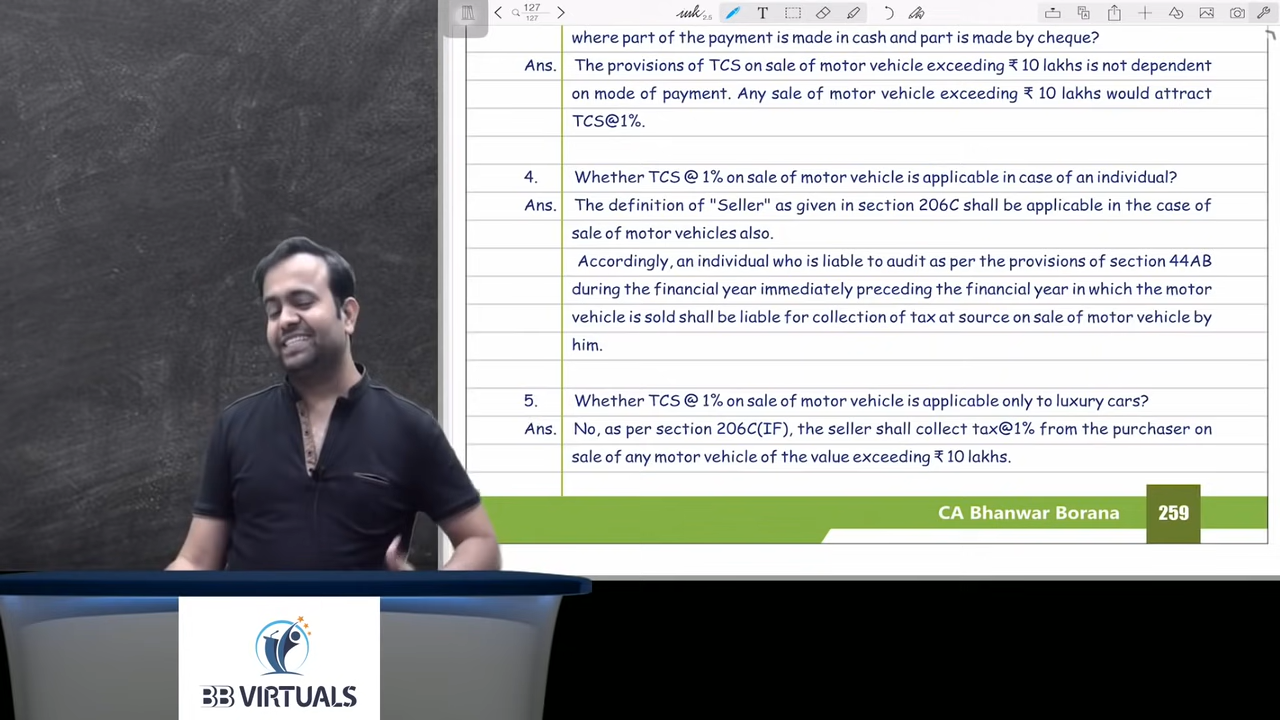 127
127
2.5
T
where part of the payment is made in cash and part is made by cheque?
Ans. The provisions of TCS on sale of motor vehicle exceeding ₹ 10 lakhs is not dependent
on mode of payment. Any sale of motor vehicle exceeding ₹ 10 lakhs would attract
TCS@1%.
4. Whether TCS @ 1% on sale of motor vehicle is applicable in case of an individual?
Ans. The definition of "Seller" as given in section 206C shall be applicable in the case of
sale of motor vehicles also.
Accordingly, an individual who is liable to audit as per the provisions of section 44AB
during the financial year immediately preceding the financial year in which the motor
vehicle is sold shall be liable for collection of tax at source on sale of motor vehicle by
him.
5. Whether TCS @ 1% on sale of motor vehicle is applicable only to luxury cars?
Ans. No, as per section 206C(IF), the seller shall collect tax@1% from the purchaser on
sale of any motor vehicle of the value exceeding ₹ 10 lakhs.
CA Bhanwar Borana 259
BB VIRTUALS